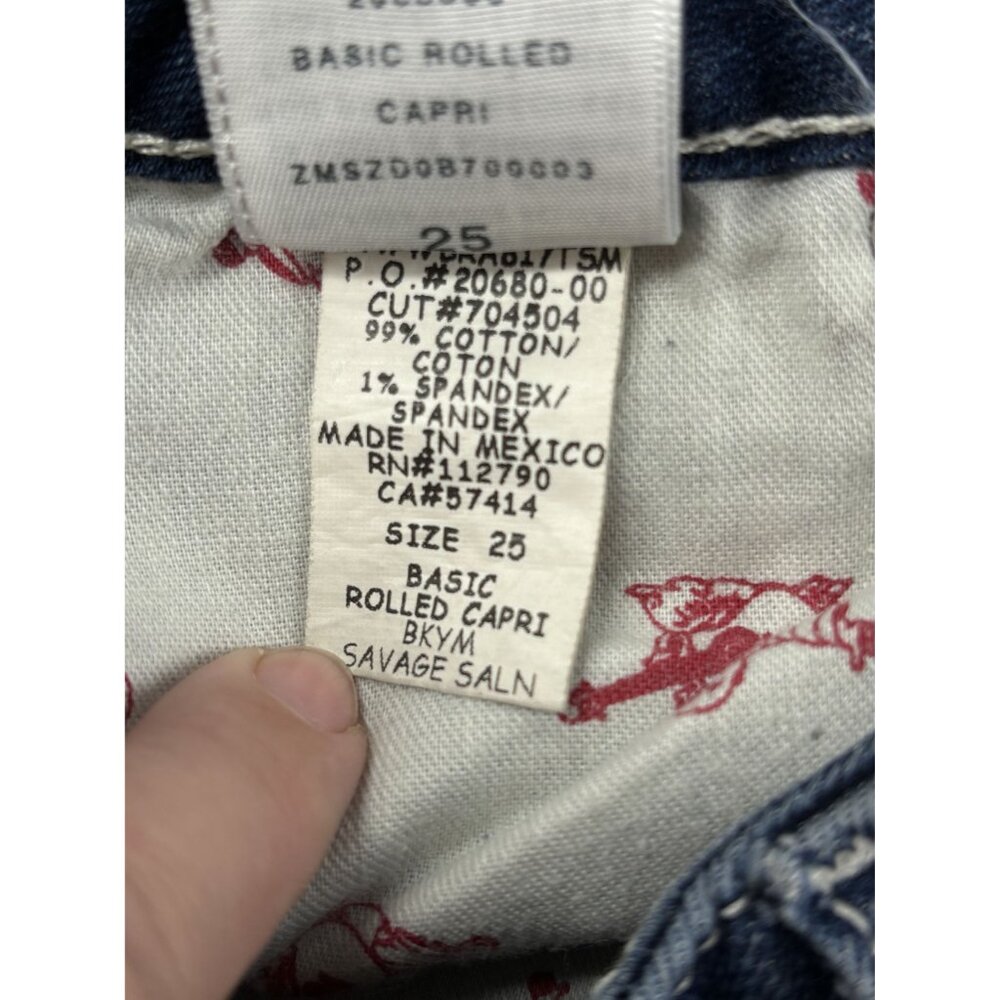 BASIC ROLLED
CAPRI
ZMSZD0B700003
25
P.O.#20680-00
CUT#704504
99% COTTON/
COTON
1% SPANDEX/
SPANDEX
MADE IN MEXICO
RN#112790
CA#57414
SIZE 25
BASIC
ROLLED CAPRI
BKYM
SAVAGE SALN